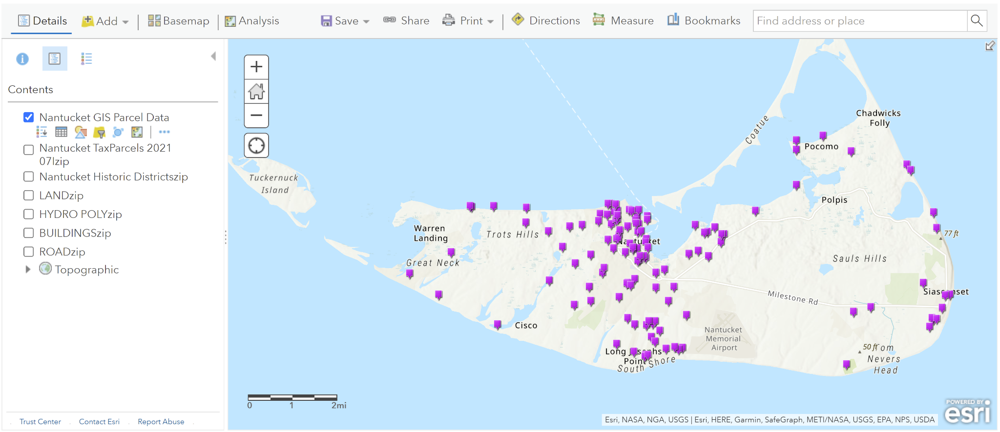 Details
Add
Basemap
Analysis
Save
Share
Print
Directions
Measure
Bookmarks
Find address or place
Contents
Nantucket GIS Parcel Data
Nantucket TaxParcels 2021
07lzip
Nantucket Historic Districtszip
LANDzip
HYDRO POLYzip
BUILDINGSzip
ROADzip
Topographic
Trust Center
Contact Esri
Report Abuse
Chadwicks
Folly
Coatue
Pocomo
Tuckernuck
Island
Polpis
Warren
Landing
Trots Hills
Nantucket
77 ft
Great Neck
Sauls Hills
Siasconset
Milestone Rd
Cisco
Nantucket
Memorial
Airport
Long Josephs
Point
South Shore
50 ft
Tom
Nevers
Head
0 1 2mi
POWERED BY
esri
Esri, NASA, NGA, USGS | Esri, HERE, Garmin, SafeGraph, METI/NASA, USGS, EPA, NPS, USDA